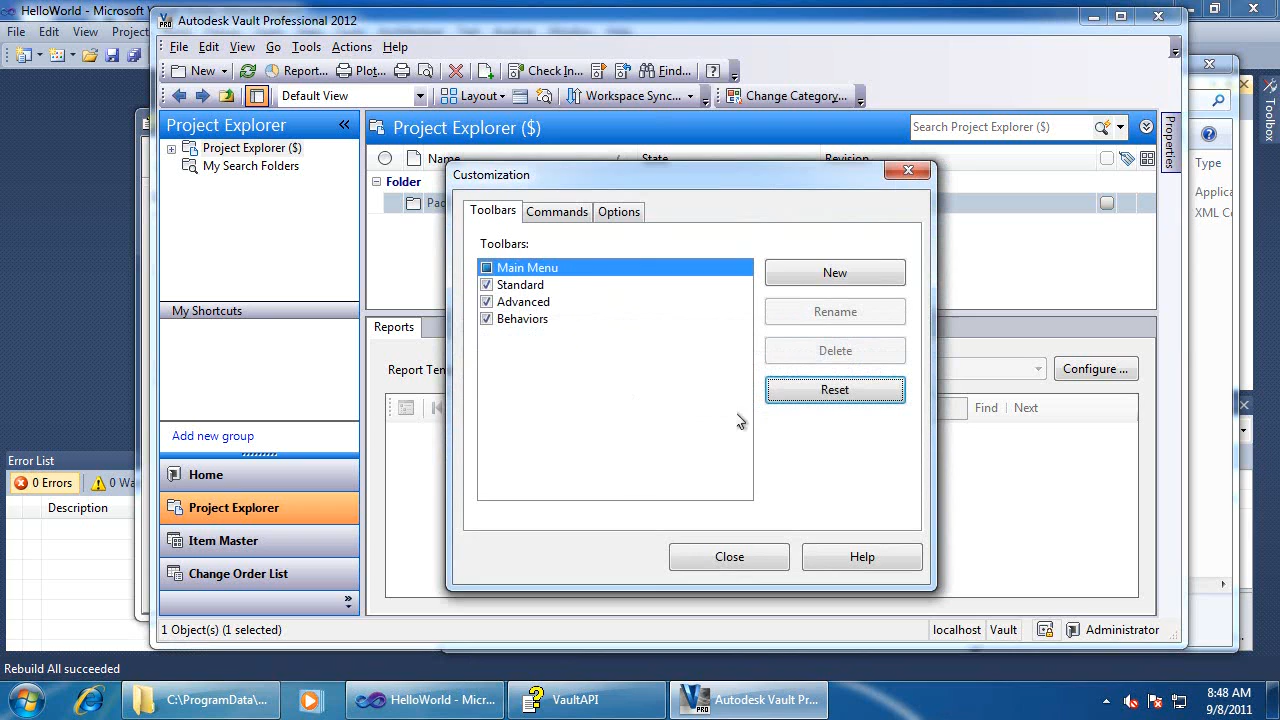 HelloWorld - Mic
Autodesk Vault Professional 2012
File Edit View Project
File Edit View Go Tools Actions Help
New Report... Plot... Check In... Find...
Default View Layout Workspace Sync... Change Category...
Project Explorer
Project Explorer ($)
My Search Folders
My Shortcuts
Add new group
Home
Project Explorer
Item Master
Change Order List
Project Explorer ($)
Search Project Explorer ($)
Name State Revision
Folder
Pac
Properties
Toolbox
Type
Applica
XML Co
Reports
Report Ten
Configure ...
Find Next
Customization
Toolbars Commands Options
Toolbars:
Main Menu
Standard
Advanced
Behaviors
New
Rename
Delete
Reset
Close Help
Error List
0 Errors 0 Wa
Description
1 Object(s) (1 selected) localhost Vault Administrator
Rebuild All succeeded
C:\ProgramData\... HelloWorld - Micr... VaultAPI Autodesk Vault Pr...
8:48 AM
9/8/2011